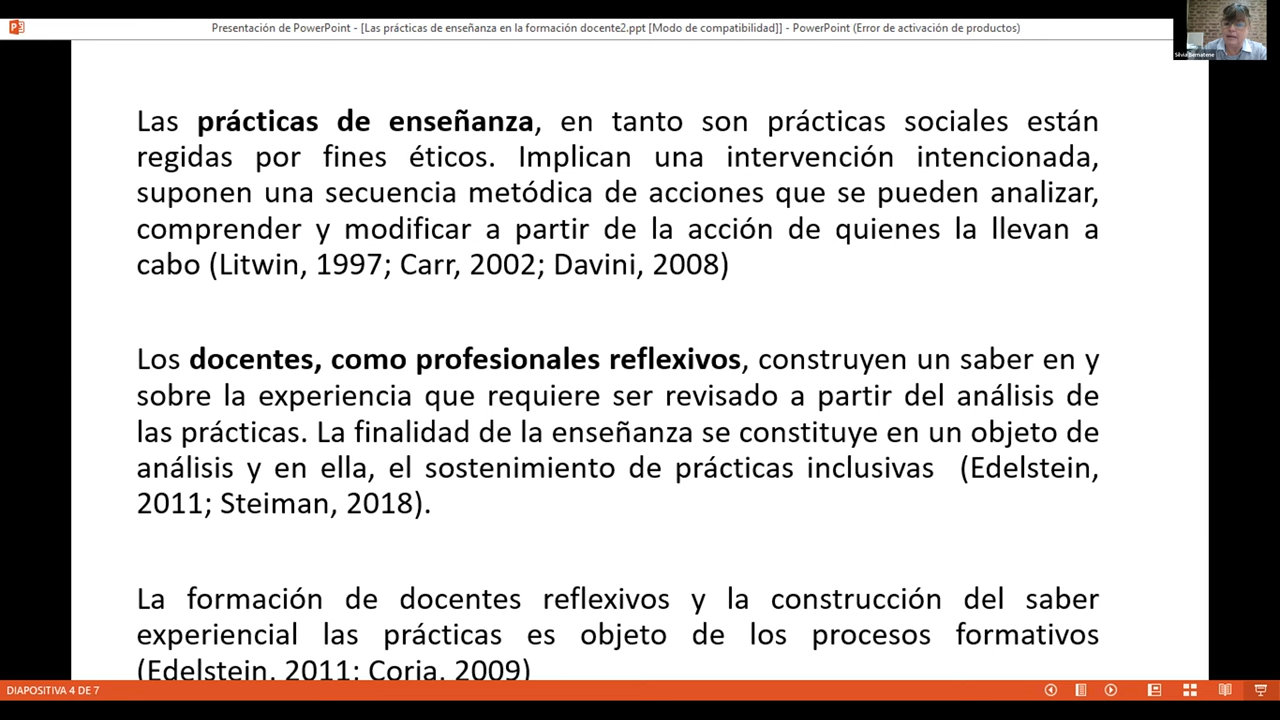 Presentación de PowerPoint - [Las prácticas de enseñanza en la formación docente2.ppt [Modo de compatibilidad]] - PowerPoint (Error de activación de productos)
Silvia Bernatene
Las prácticas de enseñanza, en tanto son prácticas sociales están
regidas por fines éticos. Implican una intervención intencionada,
suponen una secuencia metódica de acciones que se pueden analizar,
comprender y modificar a partir de la acción de quienes la llevan a
cabo (Litwin, 1997; Carr, 2002; Davini, 2008)
Los docentes, como profesionales reflexivos, construyen un saber en y
sobre la experiencia que requiere ser revisado a partir del análisis de
las prácticas. La finalidad de la enseñanza se constituye en un objeto de
análisis y en ella, el sostenimiento de prácticas inclusivas (Edelstein,
2011; Steiman, 2018).
La formación de docentes reflexivos y la construcción del saber
experiencial las prácticas es objeto de los procesos formativos
(Edelstein, 2011; Coria, 2009)
DIAPOSITIVA 4 DE 7